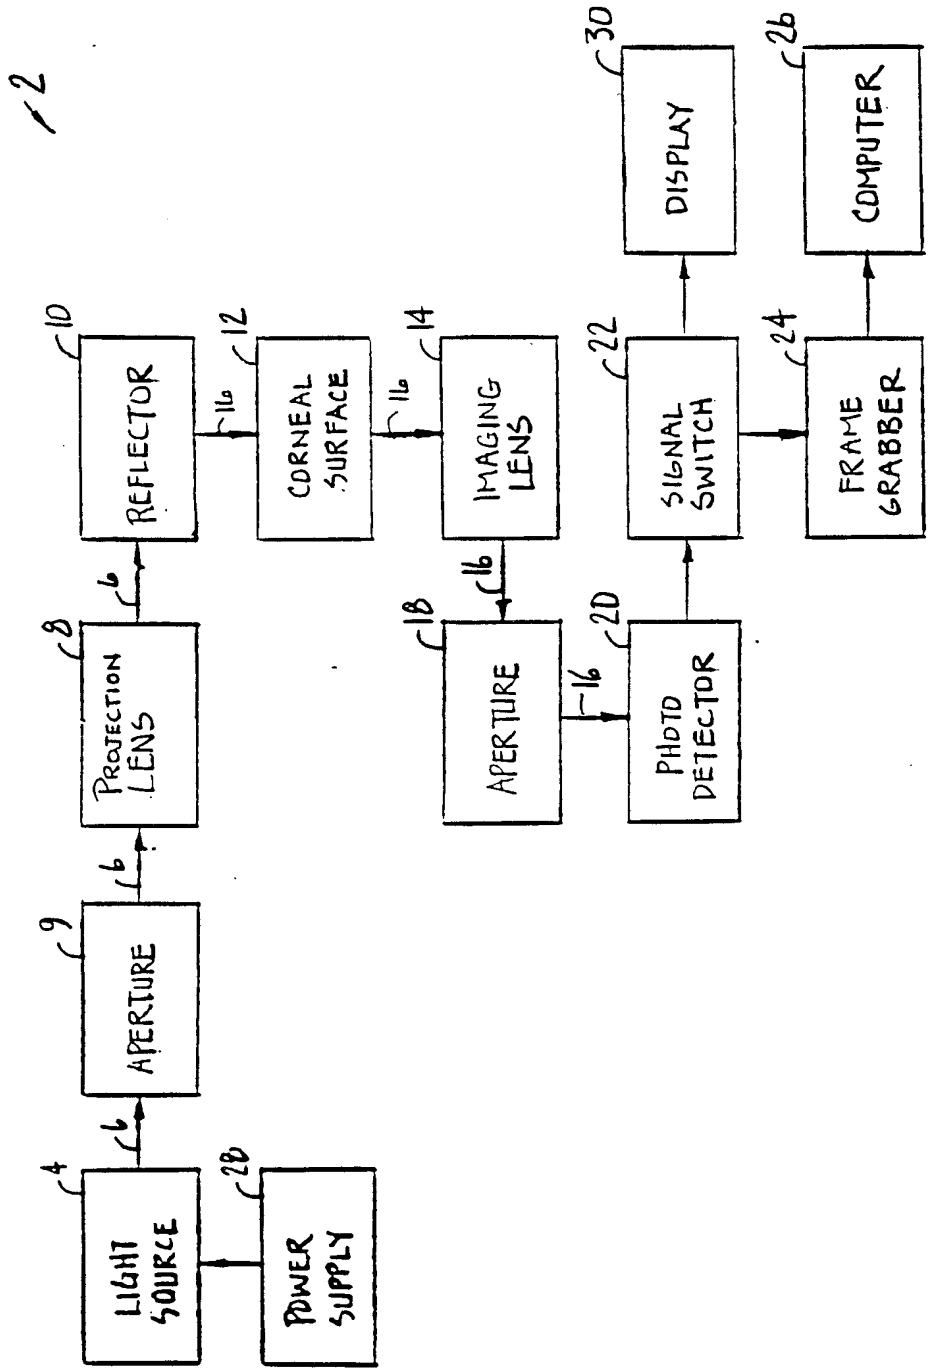 2
4
LIGHT
SOURCE
6
9
APERTURE
6
8
PROJECTION
LENS
6
10
REFLECTOR
16
28
POWER
SUPPLY
12
CORNEAL
SURFACE
16
14
IMAGING
LENS
16
18
APERTURE
16
20
PHOTO
DETECTOR
22
SIGNAL
SWITCH
30
DISPLAY
24
FRAME
GRABBER
26
COMPUTER